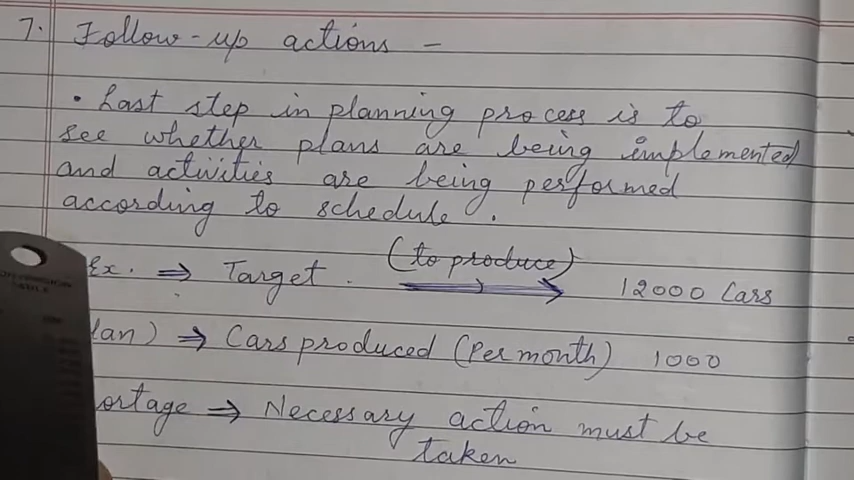 7. Follow-up actions -
• Last step in planning process is to
see whether plans are being implemented
and activities are being performed
according to schedule .
Ex. ⇒ Target . (to produce) → 12000 Cars
lan) ⇒ Cars produced (Per month) 1000
ortage ⇒ Necessary action must be
taken